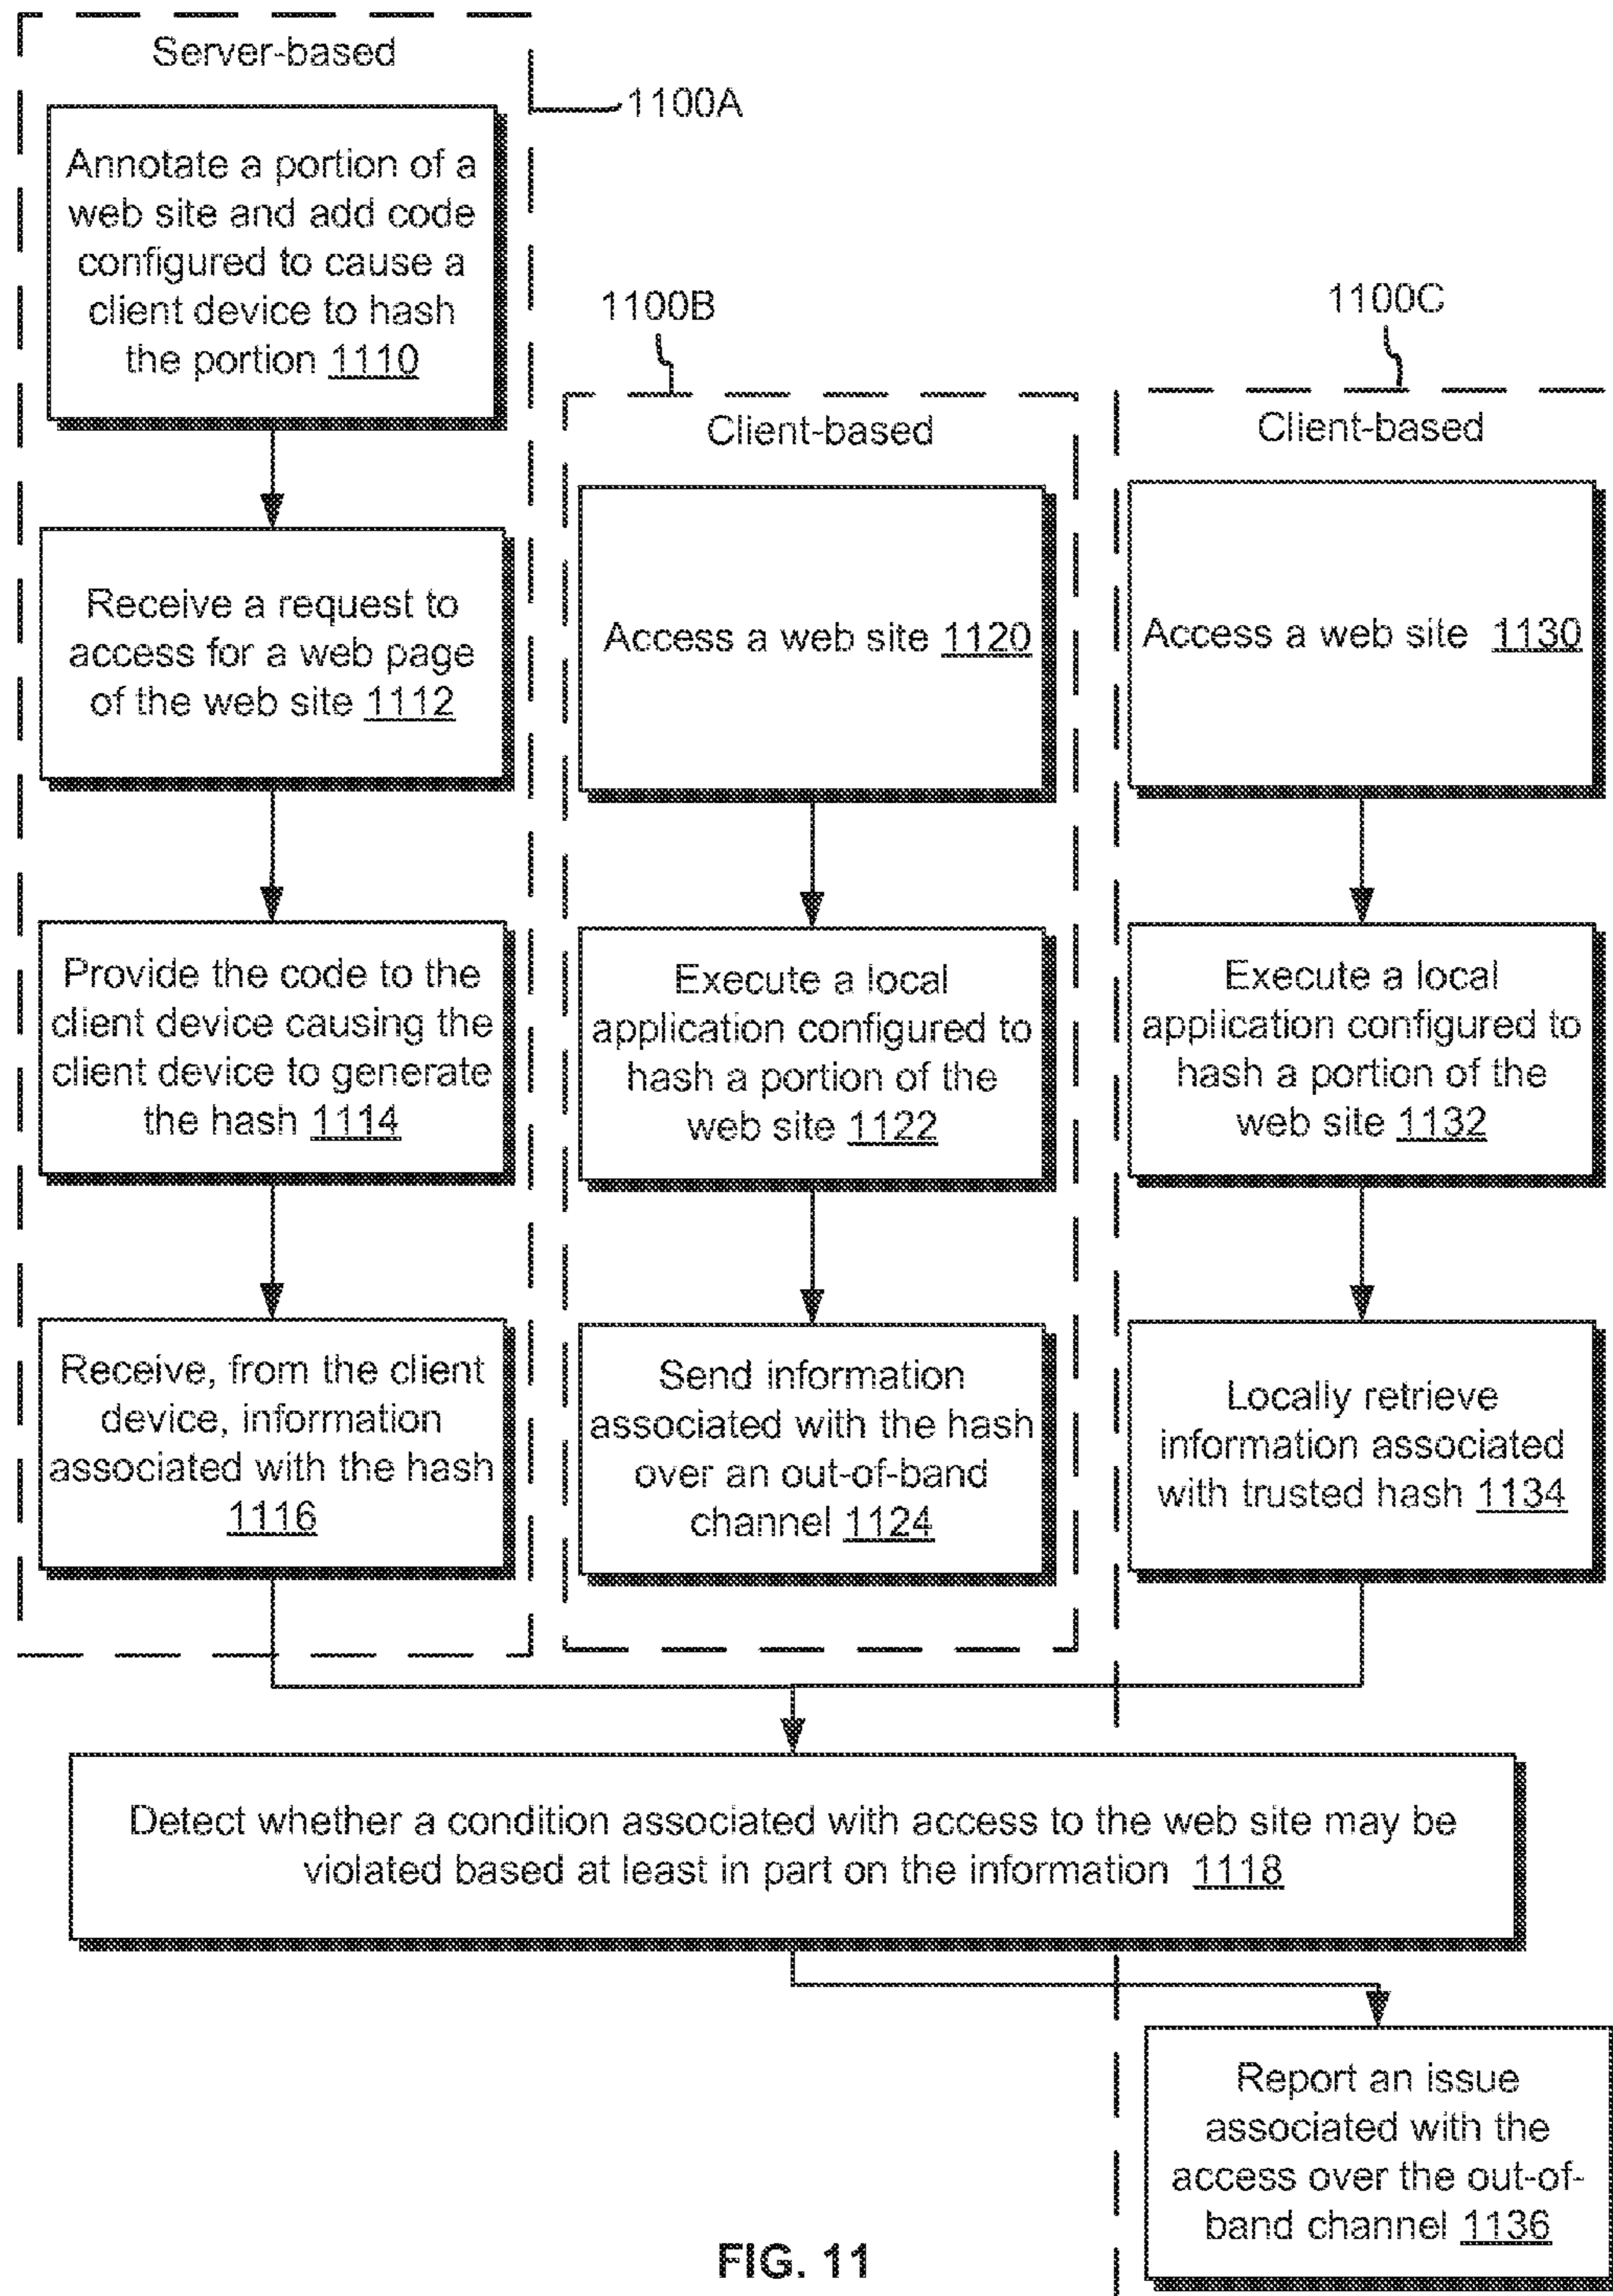 Server-based
1100A
Annotate a portion of a
web site and add code
configured to cause a
client device to hash
the portion 1110
Receive a request to
access for a web page
of the web site 1112
Provide the code to the
client device causing the
client device to generate
the hash 1114
Receive, from the client
device, information
associated with the hash
1116
1100B
Client-based
Access a web site 1120
Execute a local
application configured to
hash a portion of the
web site 1122
Send information
associated with the hash
over an out-of-band
channel 1124
1100C
Client-based
Access a web site 1130
Execute a local
application configured to
hash a portion of the
web site 1132
Locally retrieve
information associated
with trusted hash 1134
Detect whether a condition associated with access to the web site may be
violated based at least in part on the information 1118
Report an issue
associated with the
access over the out-of-
band channel 1136
FIG. 11